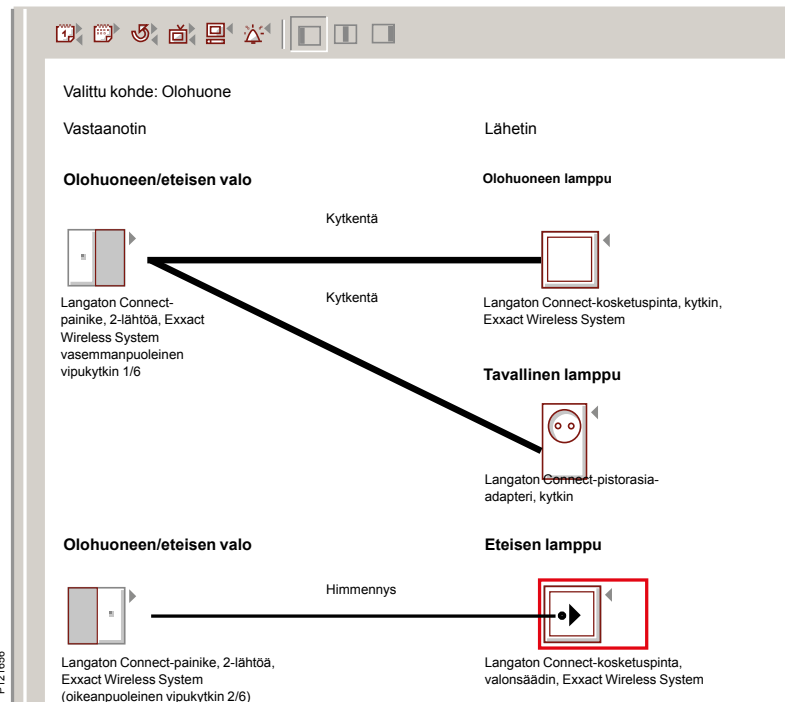 Valittu kohde: Olohuone
Vastaanotin
Lähetin
Olohuoneen/eteisen valo
Olohuoneen lamppu
Kytkentä
Kytkentä
Langaton Connect-
painike, 2-lähtöä, Exxact
Wireless System
vasemmanpuoleinen
vipukytkin 1/6
Langaton Connect-kosketuspinta, kytkin,
Exxact Wireless System
Tavallinen lamppu
Langaton Connect-pistorasia-
adapteri, kytkin
Olohuoneen/eteisen valo
Eteisen lamppu
Himmennys
Langaton Connect-painike, 2-lähtöä,
Exxact Wireless System
(oikeanpuoleinen vipukytkin 2/6)
Langaton Connect-kosketuspinta,
valonsäädin, Exxact Wireless System